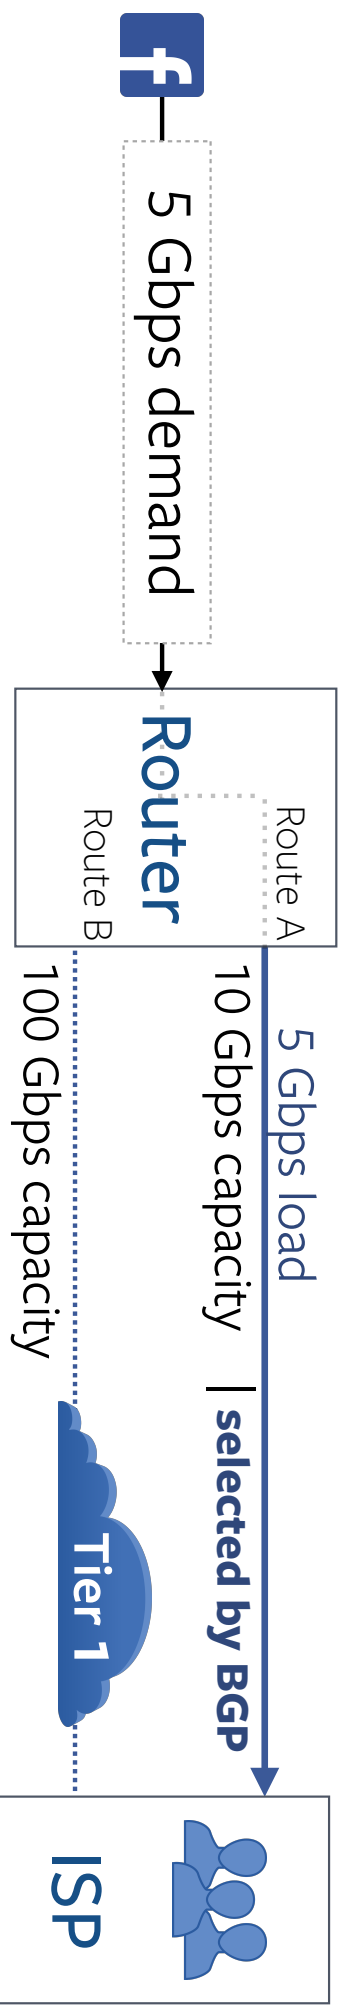 f
5 Gbps demand
Router
Route A
Route B
5 Gbps load
10 Gbps capacity | selected by BGP
100 Gbps capacity
Tier 1
ISP